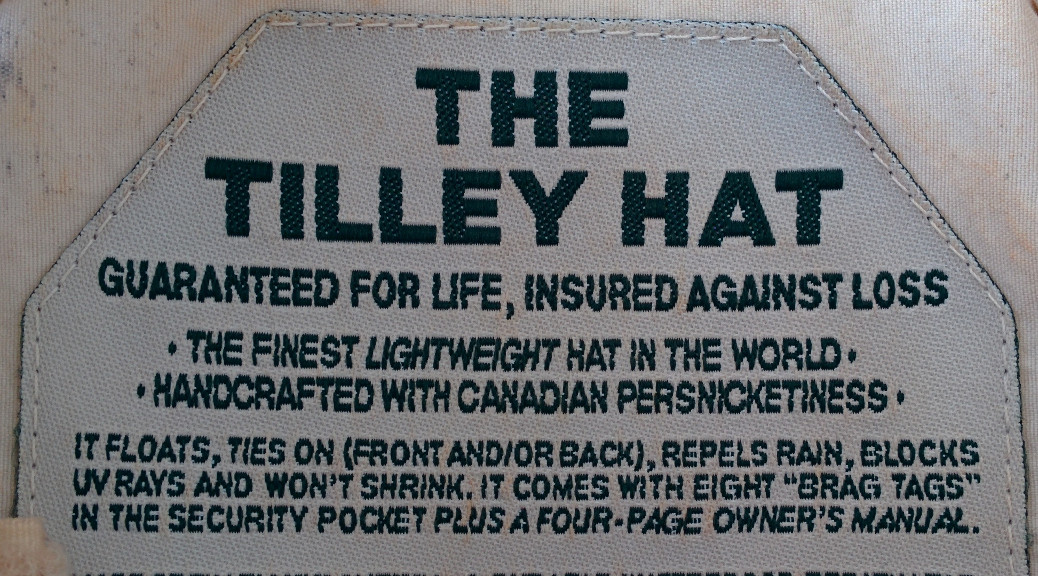 THE
TILLEY HAT
GUARANTEED FOR LIFE, INSURED AGAINST LOSS
• THE FINEST LIGHTWEIGHT HAT IN THE WORLD •
• HANDCRAFTED WITH CANADIAN PERSNICKETINESS •
IT FLOATS, TIES ON (FRONT AND/OR BACK), REPELS RAIN, BLOCKS
UV RAYS AND WON'T SHRINK. IT COMES WITH EIGHT "BRAG TAGS"
IN THE SECURITY POCKET PLUS A FOUR-PAGE OWNER'S MANUAL.